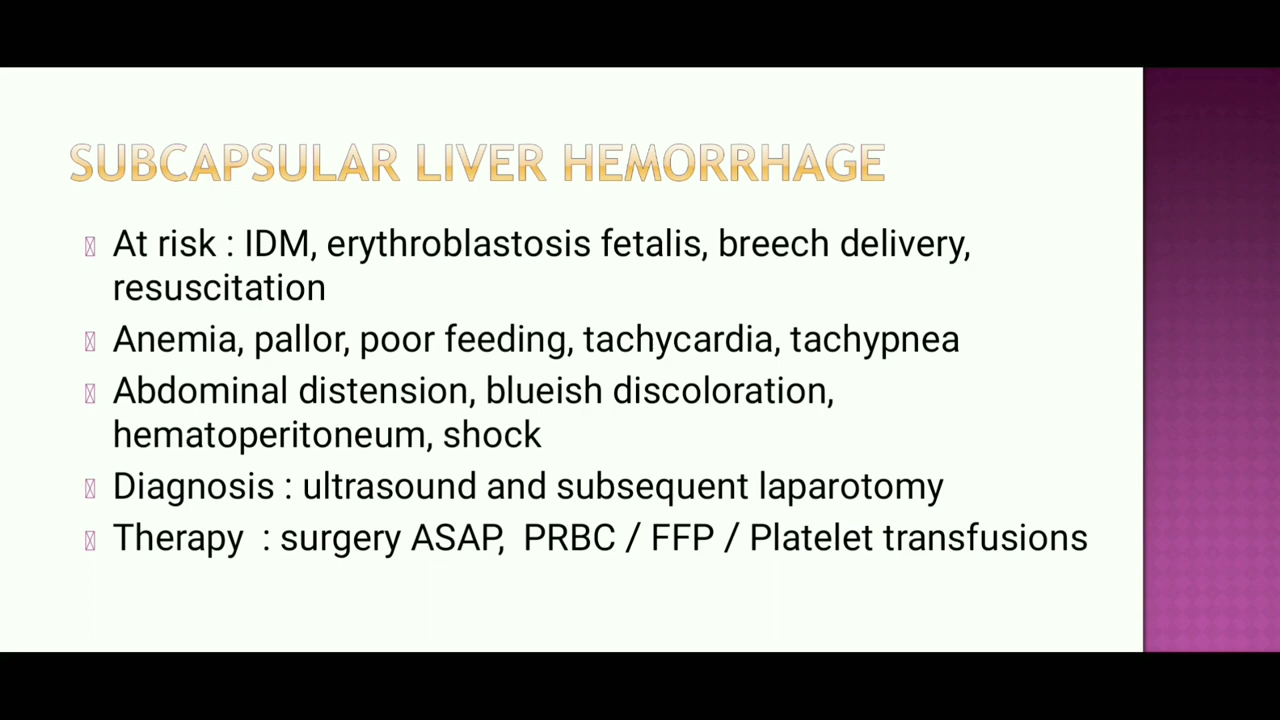 SUBCAPSULAR LIVER HEMORRHAGE
At risk : IDM, erythroblastosis fetalis, breech delivery,
resuscitation
Anemia, pallor, poor feeding, tachycardia, tachypnea
Abdominal distension, blueish discoloration,
hematoperitoneum, shock
Diagnosis : ultrasound and subsequent laparotomy
Therapy : surgery ASAP, PRBC / FFP / Platelet transfusions